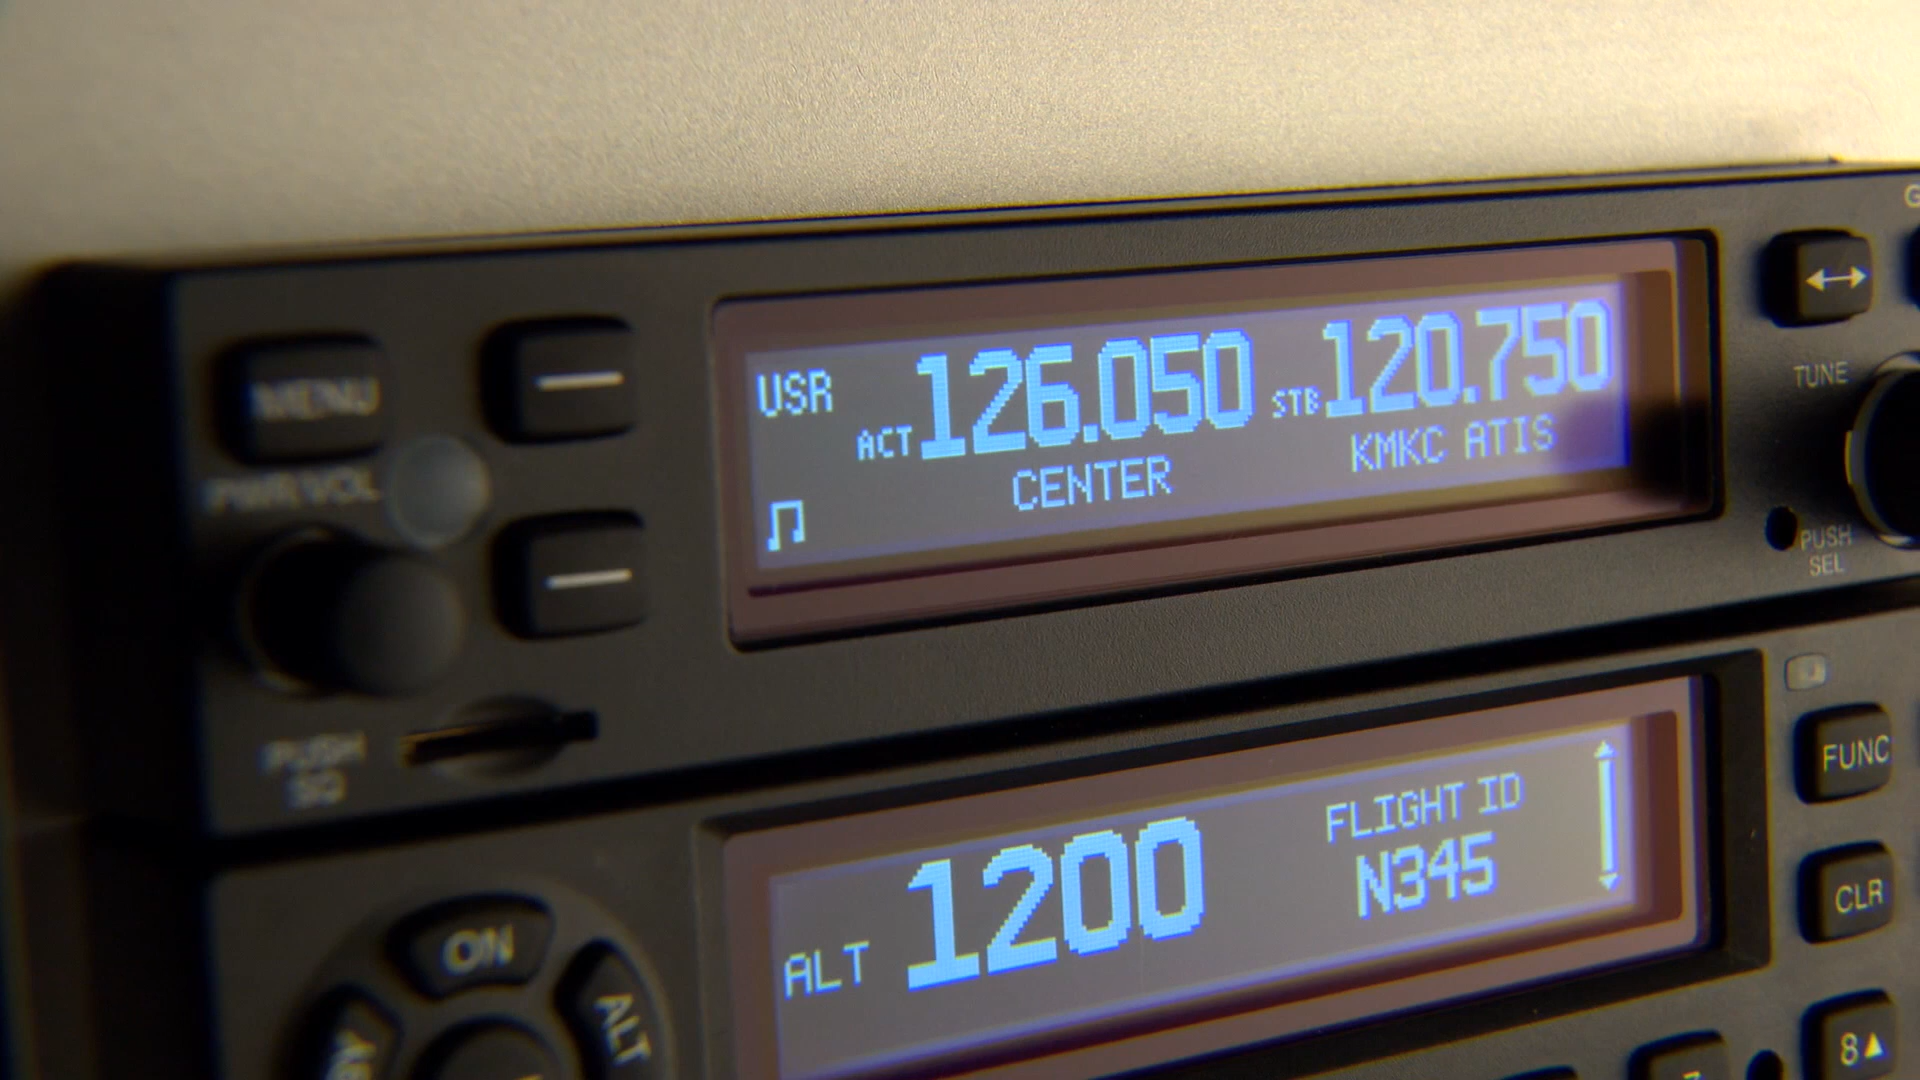 MENU
PWR/VOL
PUSH
SQ
USR
ACT 126.050
CENTER
STB 120.750
KMKC ATIS
TUNE
PUSH
SEL
ALT 1200
FLIGHT ID
N345
FUNC
CLR
8▲
ON
ALT